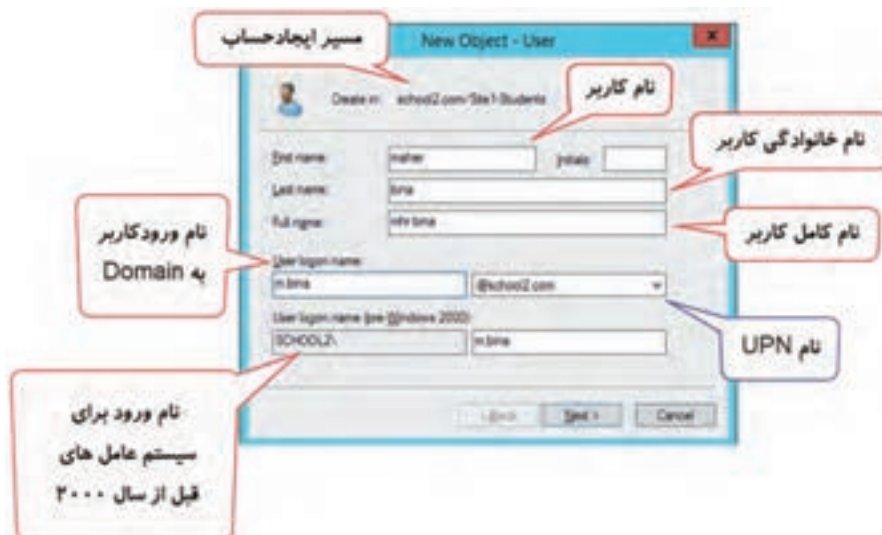 مسیر ایجادحساب
New Object - User
Create in: school2.com/Site1-Students
نام کاربر
First name: maher Initials:
نام خانوادگی کاربر
Last name: bina
Full name: mhr bina
نام کامل کاربر
نام ورودکاربر
به Domain
User logon name:
m.bina @school2.com
User logon name (pre-Windows 2000):
SCHOOL2\ m.bina
نام UPN
< Back Next > Cancel
نام ورود برای
سیستم عامل های
قبل از سال ۲۰۰۰